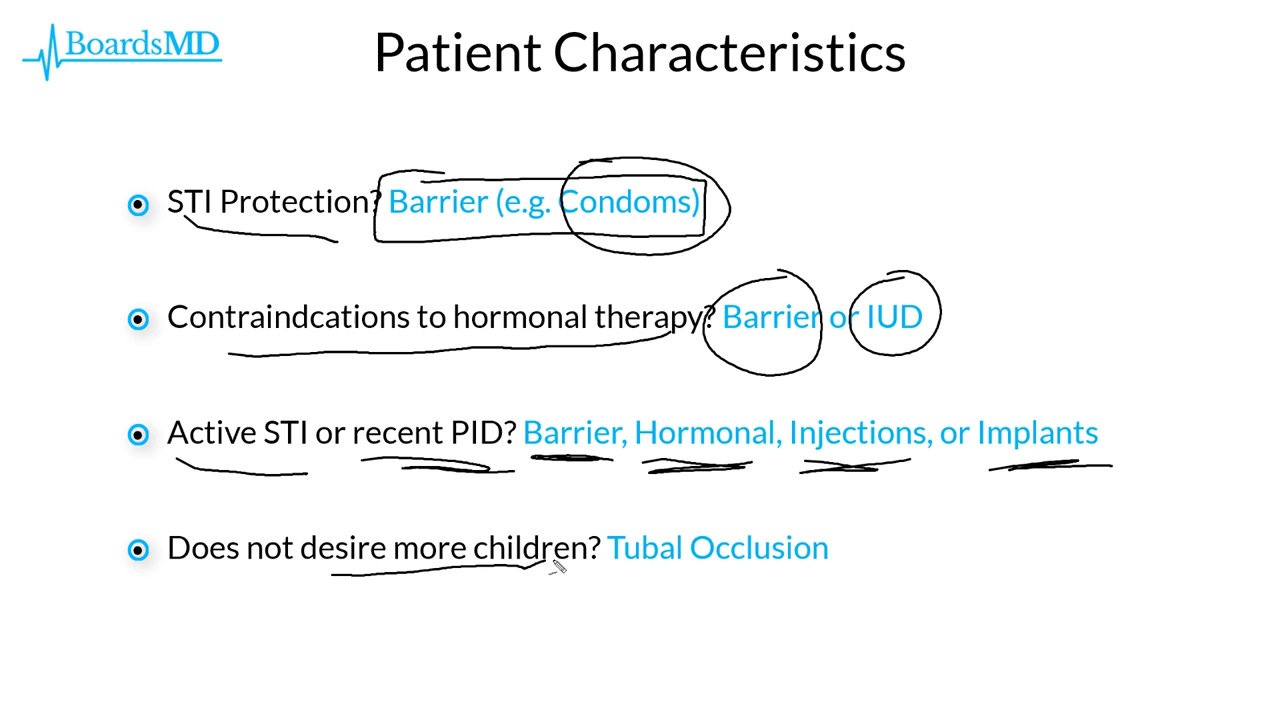 BoardsMD
Patient Characteristics
STI Protection? Barrier (e.g. Condoms)
Contraindcations to hormonal therapy? Barrier or IUD
Active STI or recent PID? Barrier, Hormonal, Injections, or Implants
Does not desire more children? Tubal Occlusion